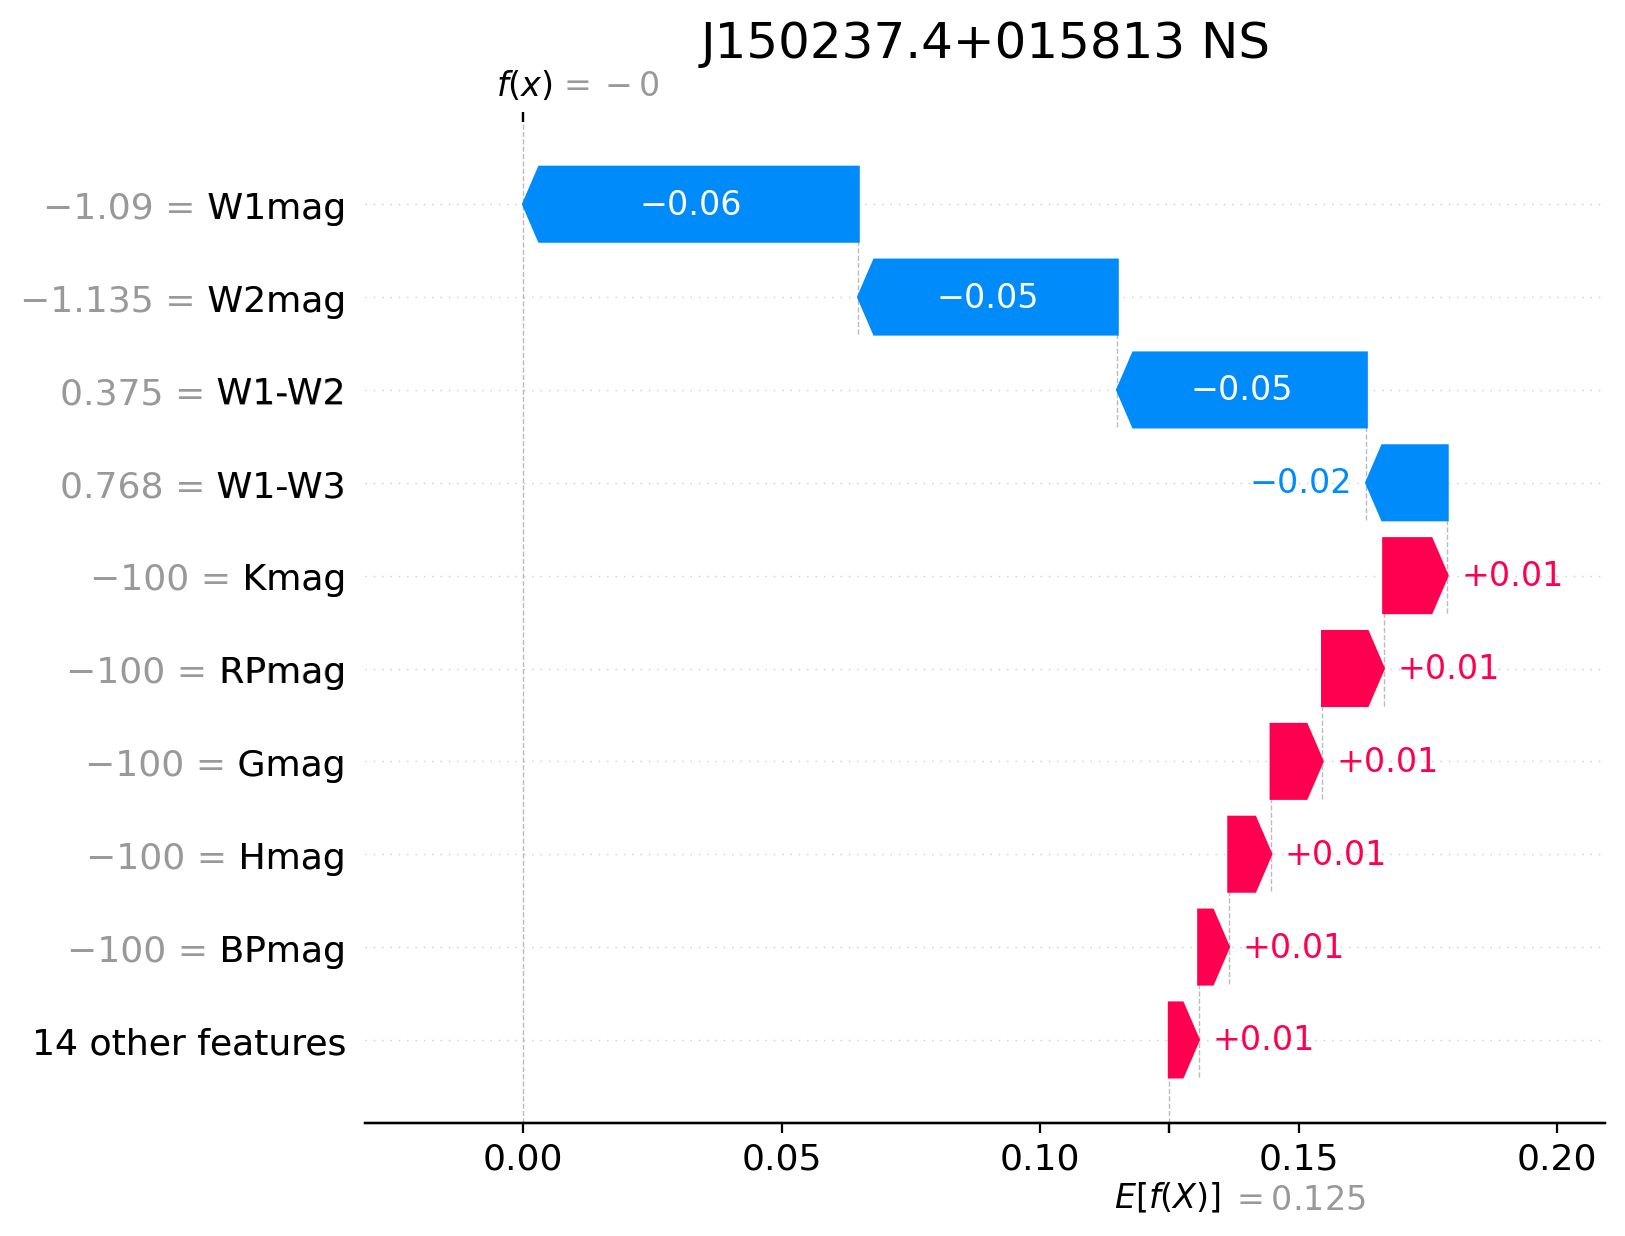 J150237.4+015813 NS
f(x) = −0
−1.09 = W1mag
−0.06
−1.135 = W2mag
−0.05
0.375 = W1-W2
−0.05
0.768 = W1-W3
−0.02
−100 = Kmag
+0.01
−100 = RPmag
+0.01
−100 = Gmag
+0.01
−100 = Hmag
+0.01
−100 = BPmag
+0.01
14 other features
+0.01
0.00 0.05 0.10 0.15 0.20
E[f(X)] = 0.125